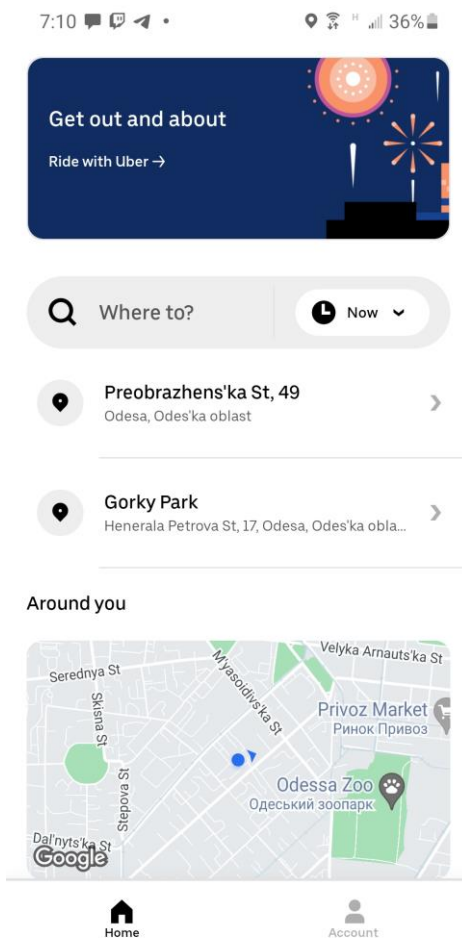 7:10
H
36%
Get out and about
Ride with Uber →
Where to?
Now
Preobrazhens'ka St, 49
Odesa, Odes'ka oblast
Gorky Park
Henerala Petrova St, 17, Odesa, Odes'ka obla...
Around you
Velyka Arnauts'ka St
Serednya St
M'yasoidivs'ka St
Skisna St
Privoz Market
Ринок Привоз
Stepova St
Odessa Zoo
Одеський зоопарк
Dal'nyts'ka St
Google
Home
Account